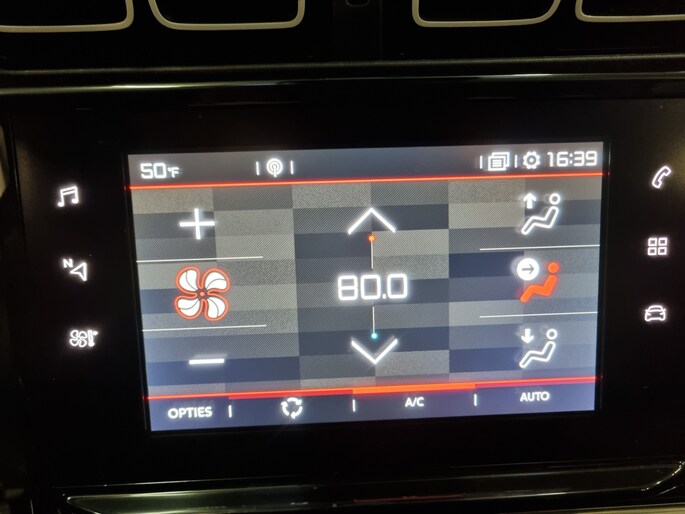 50°F
16:39
N
80.0
OPTIES
A/C
AUTO